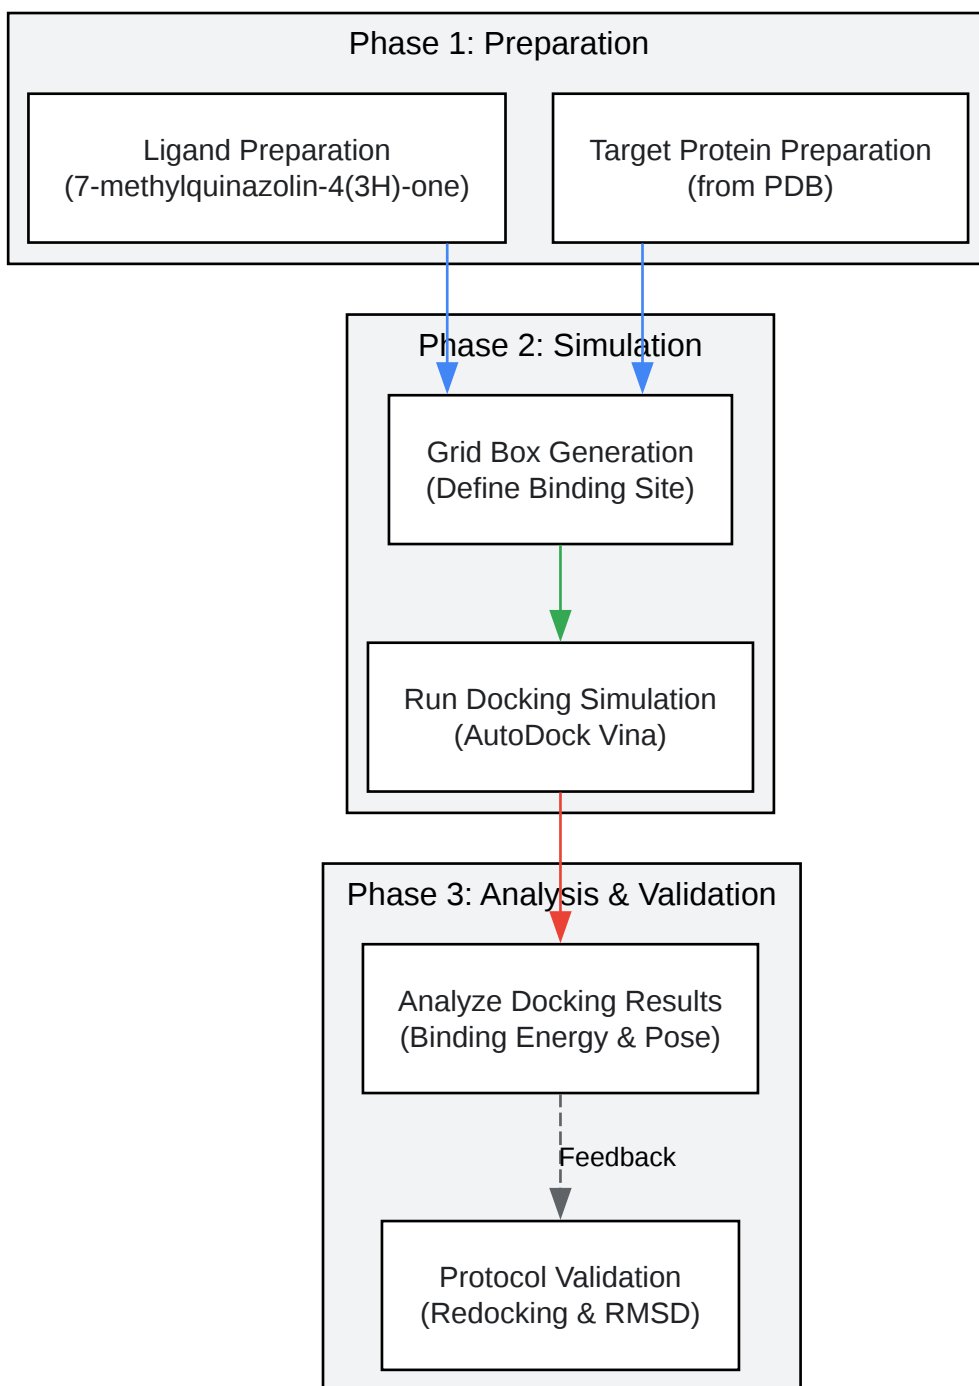 Phase 1: Preparation
Ligand Preparation
(7-methylquinazolin-4(3H)-one)
Target Protein Preparation
(from PDB)
Phase 2: Simulation
Grid Box Generation
(Define Binding Site)
Run Docking Simulation
(AutoDock Vina)
Phase 3: Analysis & Validation
Analyze Docking Results
(Binding Energy & Pose)
Feedback
Protocol Validation
(Redocking & RMSD)